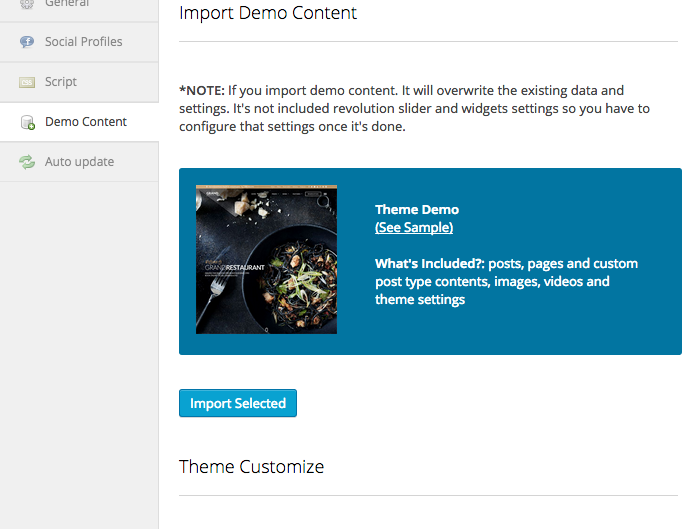 General
Social Profiles
Script
Demo Content
Auto update
Import Demo Content
*NOTE: If you import demo content. It will overwrite the existing data and
settings. It's not included revolution slider and widgets settings so you have to
configure that settings once it's done.
GRANDRESTAURANT
Theme Demo
(See Sample)
What's Included?: posts, pages and custom
post type contents, images, videos and
theme settings
Import Selected
Theme Customize